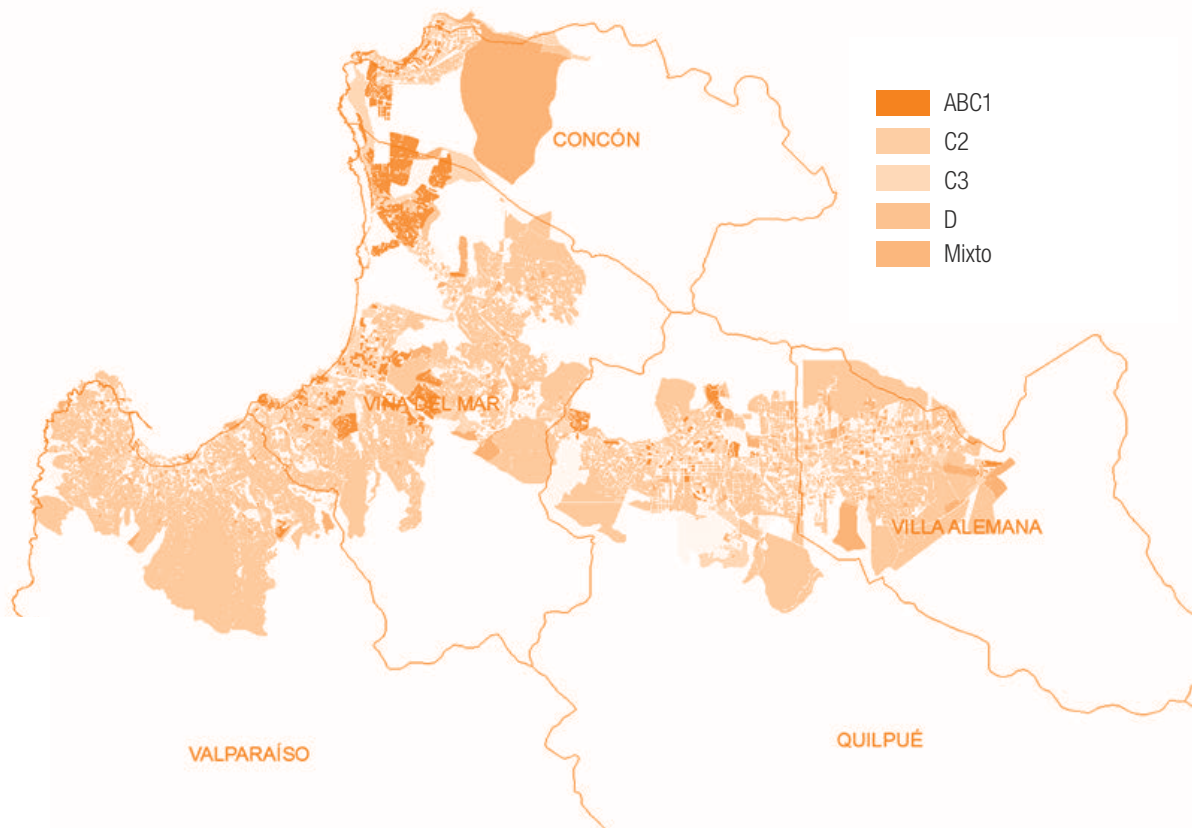 ABC1
C2
C3
D
Mixto
CONCÓN
VIÑA DEL MAR
VILLA ALEMANA
VALPARAÍSO
QUILPUÉ